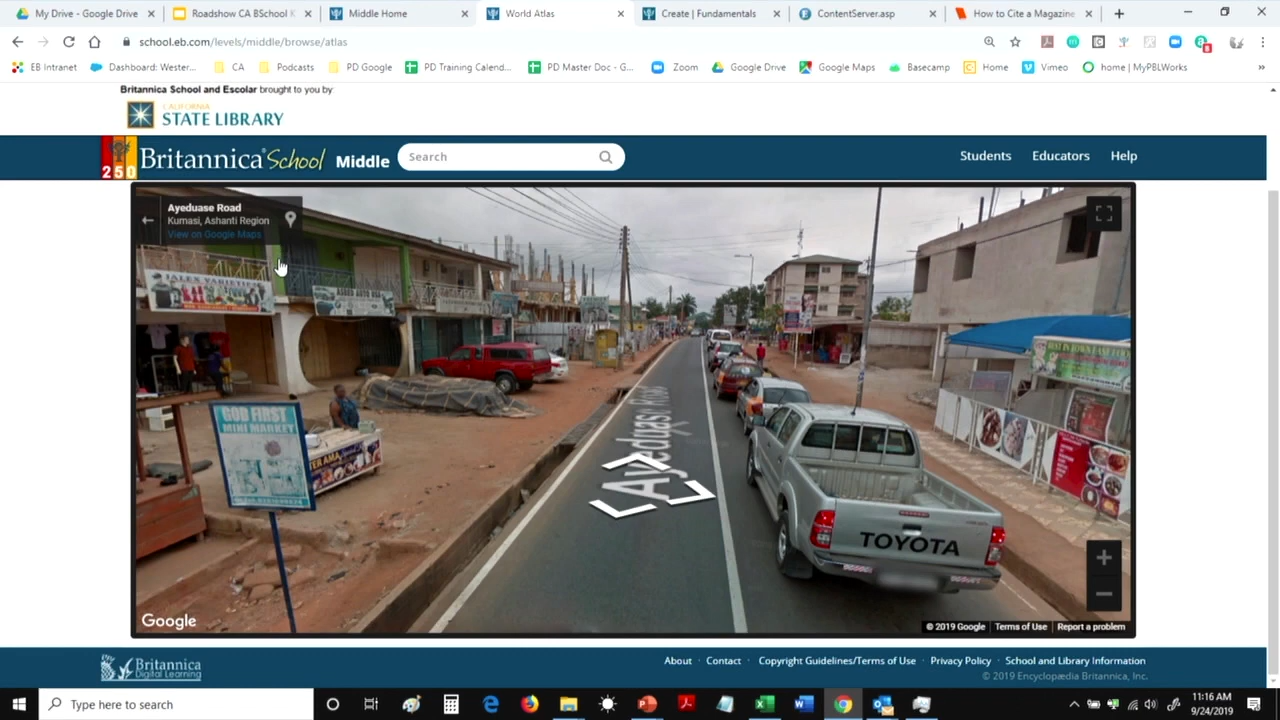 My Drive - Google Drive
Roadshow CA BSchool K
Middle Home
World Atlas
Create | Fundamentals
ContentServer.asp
How to Cite a Magazine
school.eb.com/levels/middle/browse/atlas
8
EB Intranet
Dashboard: Wester...
CA
Podcasts
PD Google
PD Training Calend...
PD Master Doc - G...
Zoom
Google Drive
Google Maps
Basecamp
Home
Vimeo
home | MyPBLWorks
»
Britannica School and Escolar brought to you by
CALIFORNIA
STATE LIBRARY
250
Britannica School Middle
Search
Students
Educators
Help
Ayeduase Road
Kumasi, Ashanti Region
View on Google Maps
JALEX VARIETIES
GOD FIRST
MINI MARKET
TER AMA
Ayeduase Road
TOYOTA
Google
© 2019 Google
Terms of Use
Report a problem
Britannica
Digital Learning
About · Contact · Copyright Guidelines/Terms of Use · Privacy Policy · School and Library Information
© 2019 Encyclopædia Britannica, Inc.
Type here to search
11:16 AM
9/24/2019